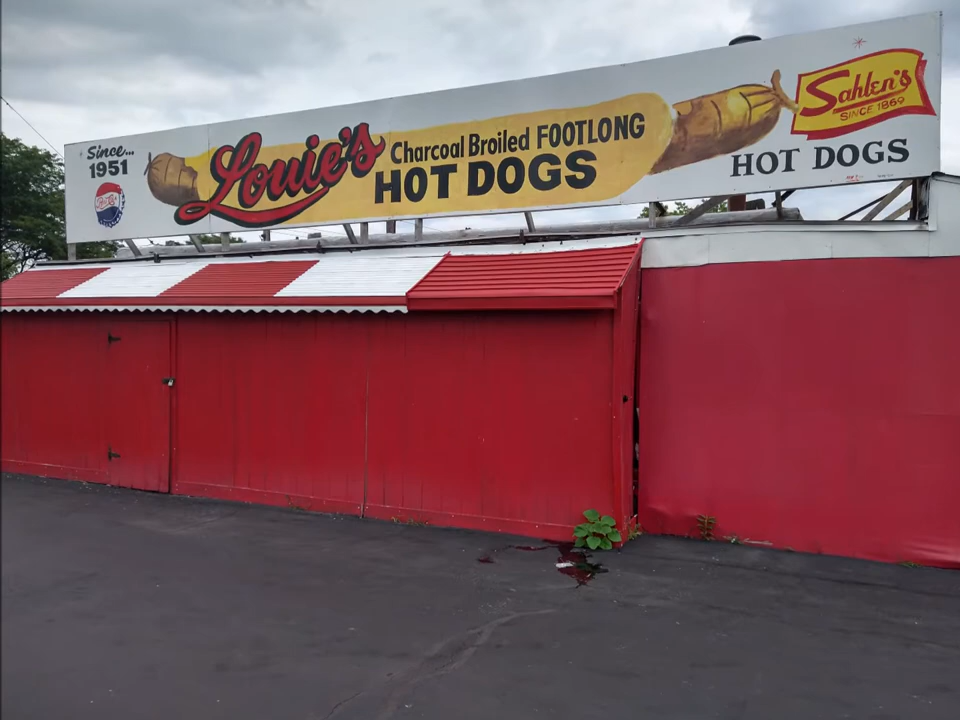 Since...
1951
Louie's
Charcoal Broiled FOOTLONG
HOT DOGS
Sahlen's
SINCE 1869
HOT DOGS